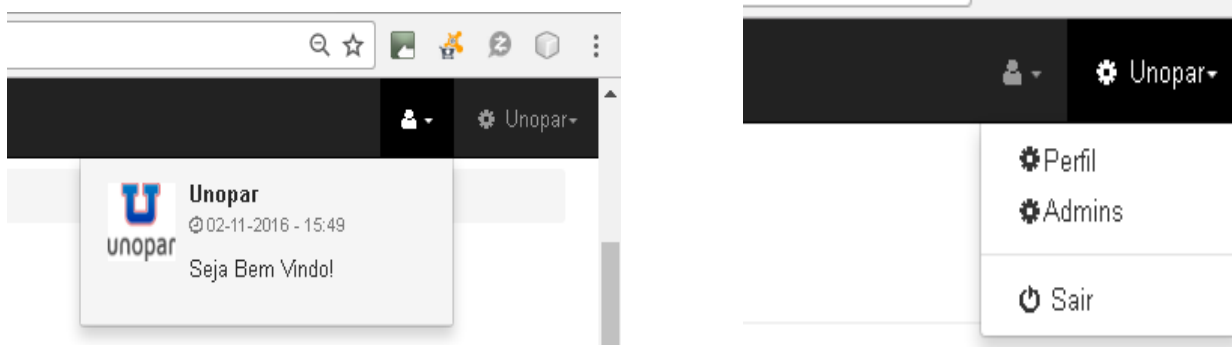 Unopar
Unopar
02-11-2016 - 15:49
Seja Bem Vindo!
unopar
Unopar
Perfil
Admins
Sair